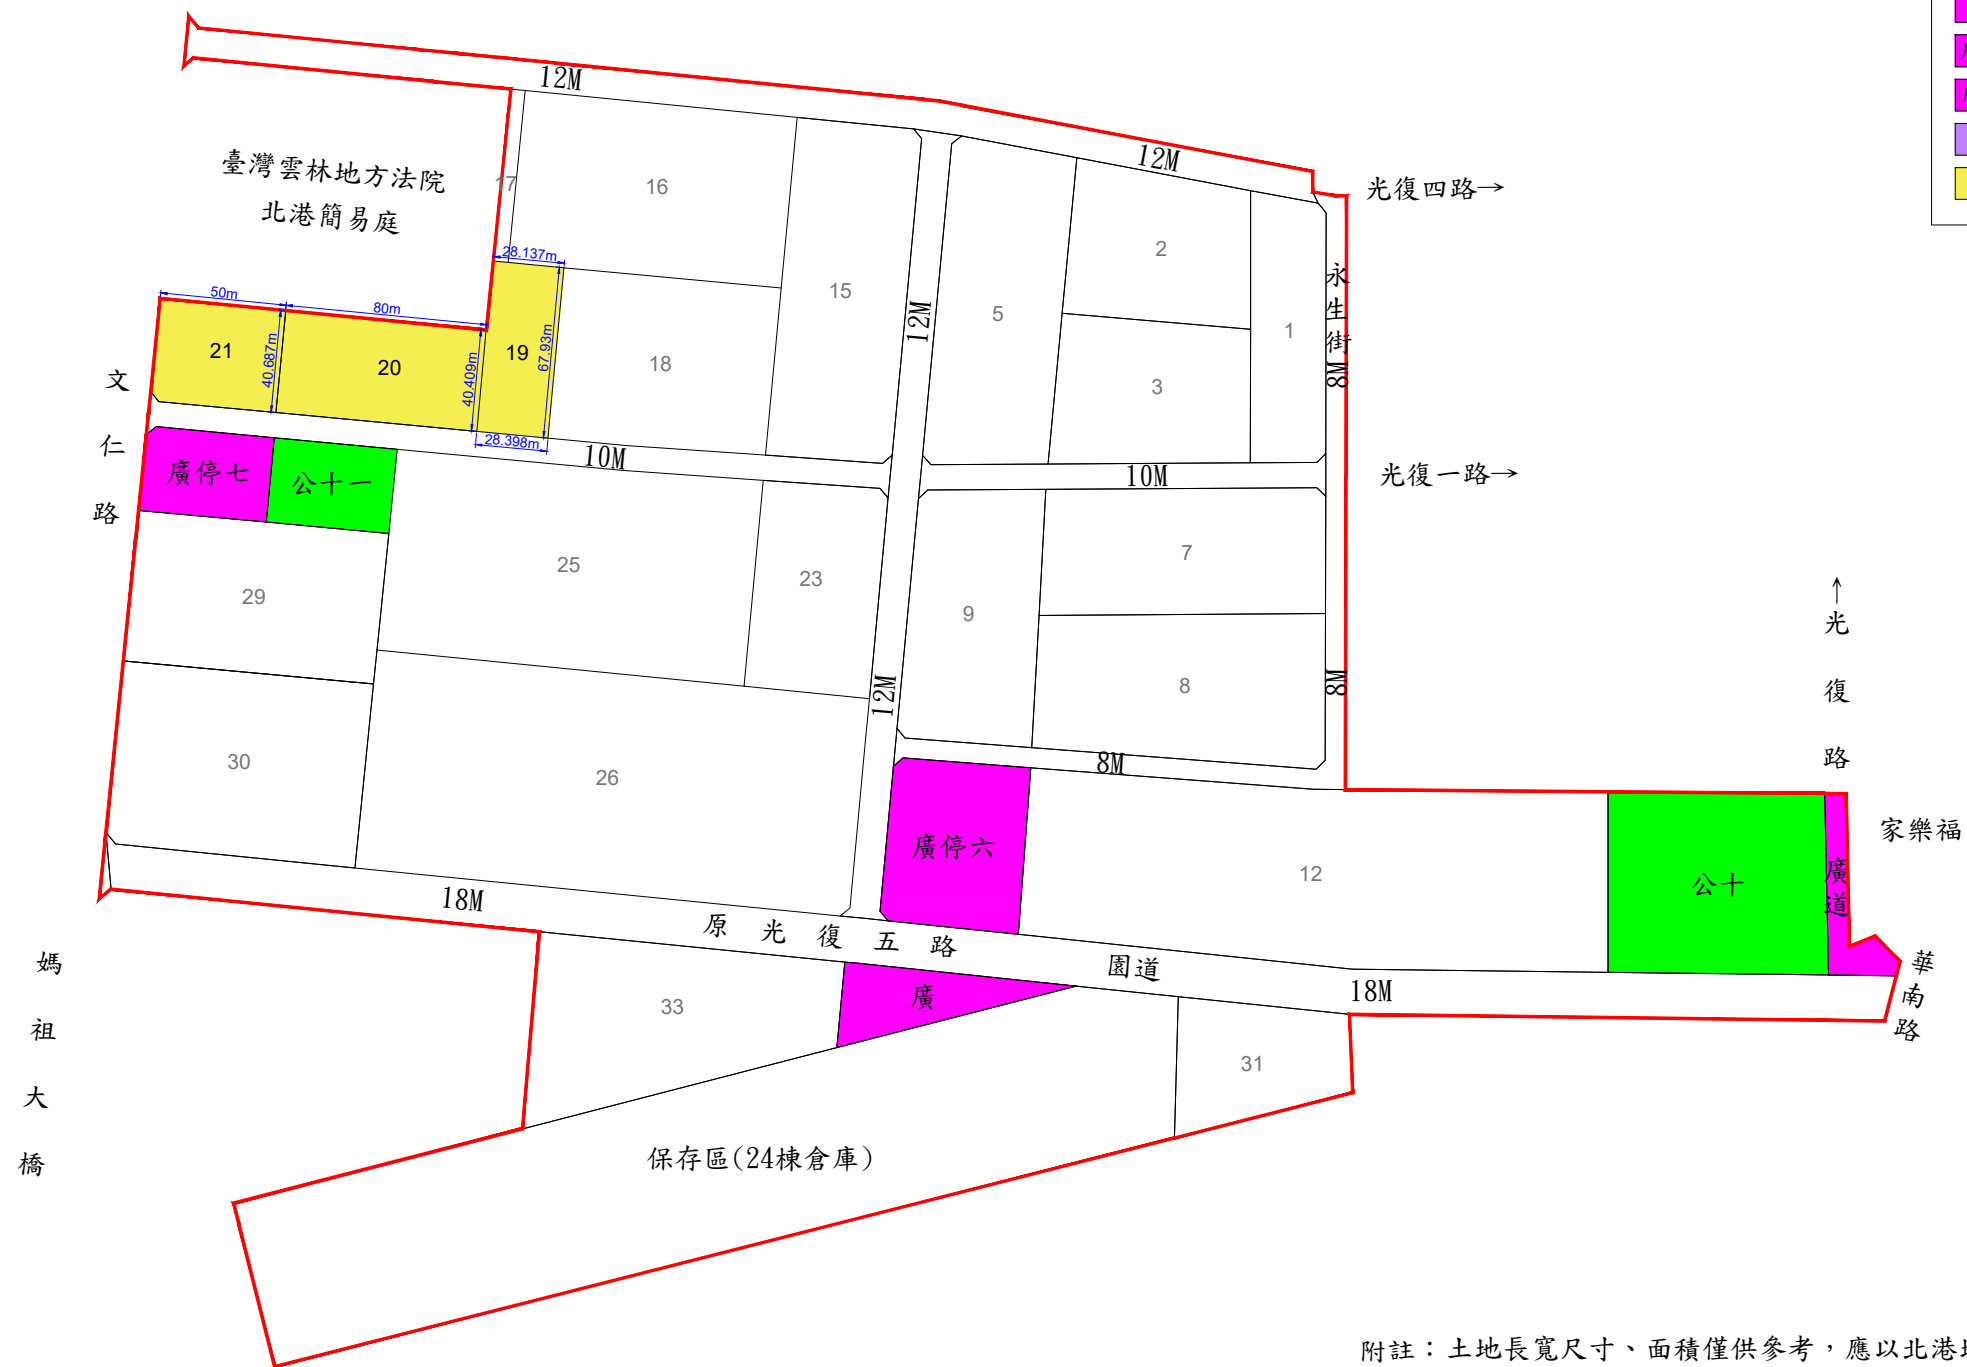 12M
臺灣雲林地方法院
北港簡易庭
17
16
12M
光復四路→
2
28.137m
15
永生街
50m
80m
12M
5
1
21
40.687m
20
40.409m
19
67.93m
18
3
8M
文仁路
28.398m
10M
10M
光復一路→
廣停七
公十一
25
23
7
29
9
←光復路
8
8M
12M
30
26
8M
廣停六
12
公十
廣道
家樂福
18M
原光復五路
園道
18M
華南路
媽祖大橋
33
廣
31
保存區(24棟倉庫)
附註：土地長寬尺寸、面積僅供參考，應以北港